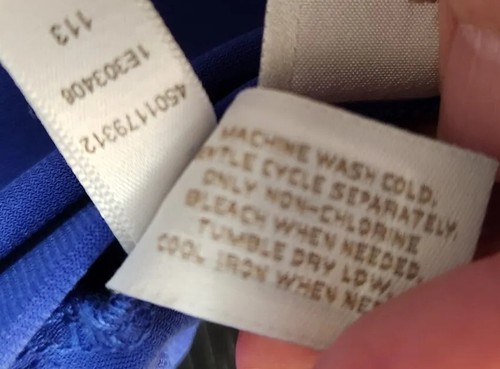 113
1E303408
4501179312
MACHINE WASH COLD,
GENTLE CYCLE SEPARATELY.
ONLY NON-CHLORINE
BLEACH WHEN NEEDED.
TUMBLE DRY LOW.
COOL IRON WHEN